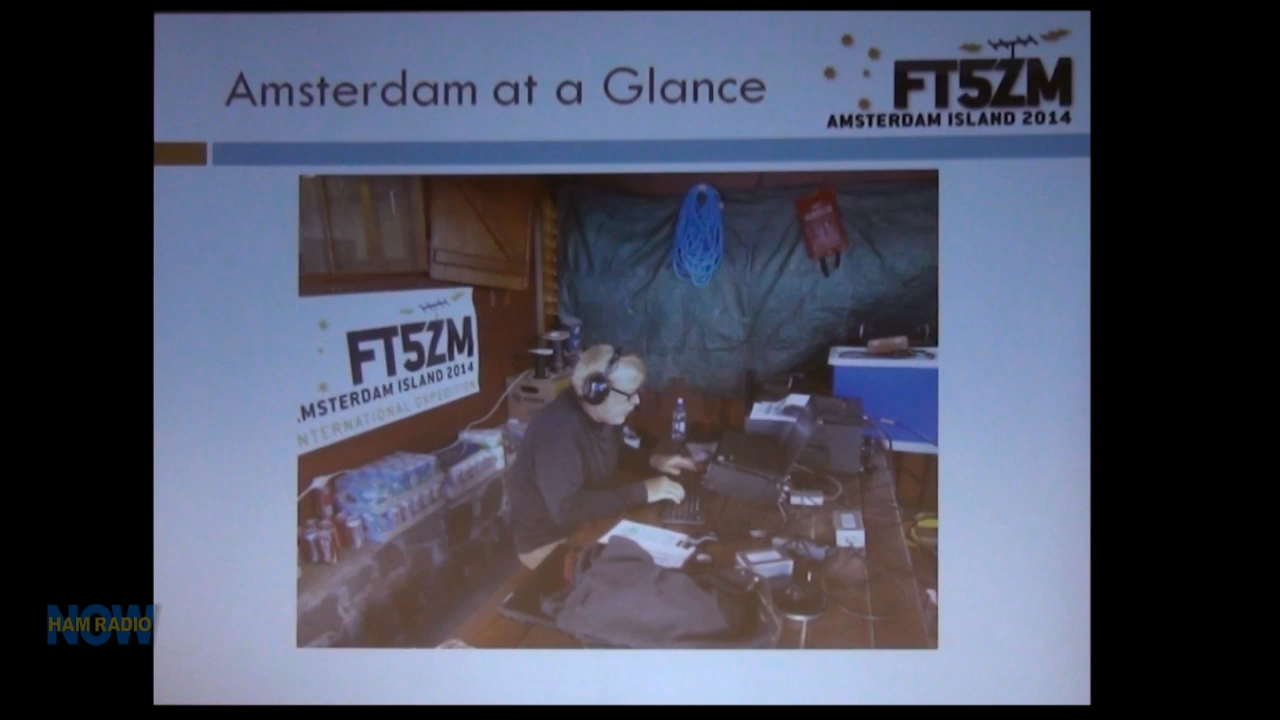 Amsterdam at a Glance
FT5ZM
AMSTERDAM ISLAND 2014
FT5ZM
AMSTERDAM ISLAND 2014
INTERNATIONAL EXPEDITION
NOW
HAM RADIO